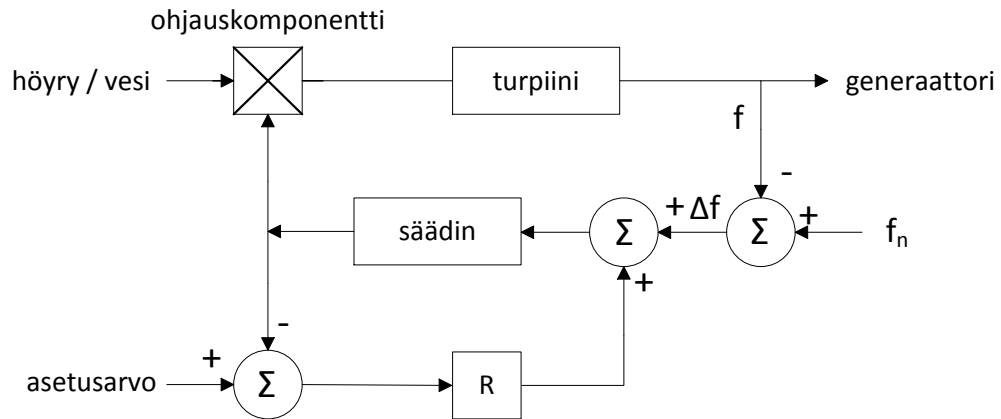 ohjauskomponentti
höyry / vesi
turpiini
generaattori
f
-
säädin
Σ
+ Δf
Σ
+
fₙ
+
-
+
asetusarvo
Σ
R